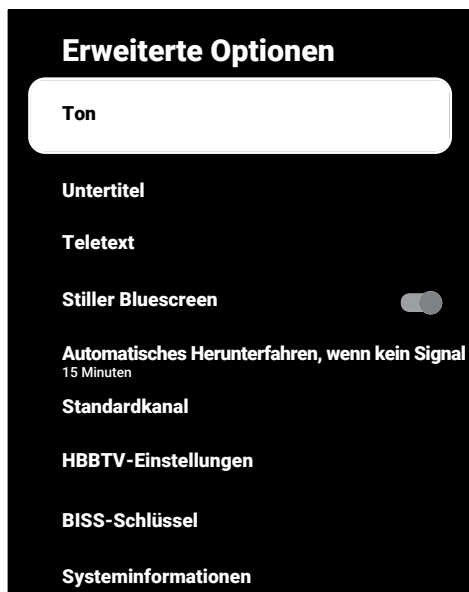 Erweiterte Optionen
Ton
Untertitel
Teletext
Stiller Bluescreen
Automatisches Herunterfahren, wenn kein Signal
15 Minuten
Standardkanal
HBBTV-Einstellungen
BISS-Schlüssel
Systeminformationen